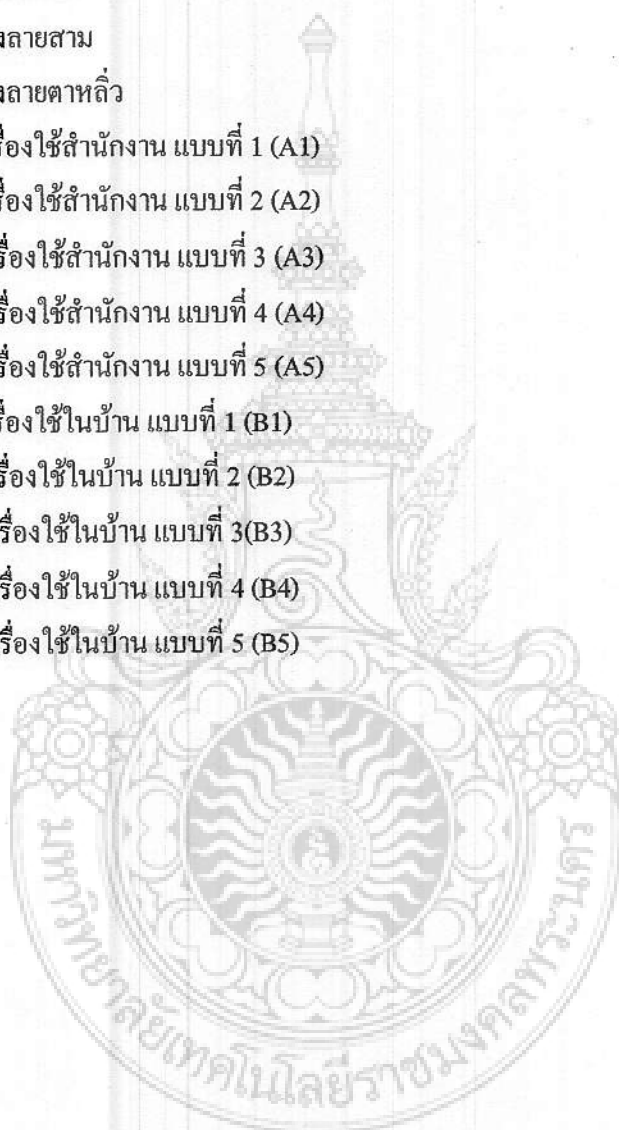 งลายสาม
งลายตาหลิ่ว
รื่องใช้สำนักงาน แบบที่ 1 (A1)
รื่องใช้สำนักงาน แบบที่ 2 (A2)
รื่องใช้สำนักงาน แบบที่ 3 (A3)
รื่องใช้สำนักงาน แบบที่ 4 (A4)
รื่องใช้สำนักงาน แบบที่ 5 (A5)
รื่องใช้ในบ้าน แบบที่ 1 (B1)
รื่องใช้ในบ้าน แบบที่ 2 (B2)
รื่องใช้ในบ้าน แบบที่ 3(B3)
รื่องใช้ในบ้าน แบบที่ 4 (B4)
รื่องใช้ในบ้าน แบบที่ 5 (B5)
มหาวิทยาลัยเทคโนโลยีราชมงคลพระนคร